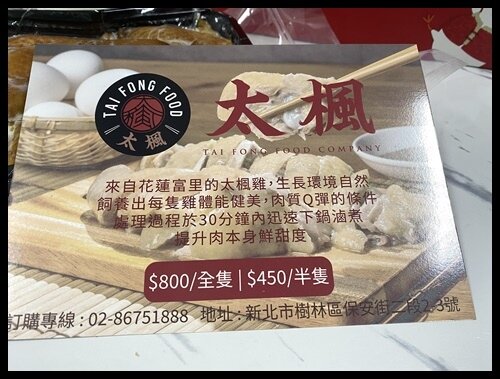 TAI FONG FOOD
太楓
太楓
TAI FONG FOOD COMPANY
來自花蓮富里的太楓雞,生長環境自然
飼養出每隻雞體能健美,肉質Q彈的條件
處理過程於30分鐘內迅速下鍋滷煮
提升肉本身鮮甜度
$800/全隻 | $450/半隻
訂購專線 : 02-86751888 地址 : 新北市樹林區保安街二段2-3號